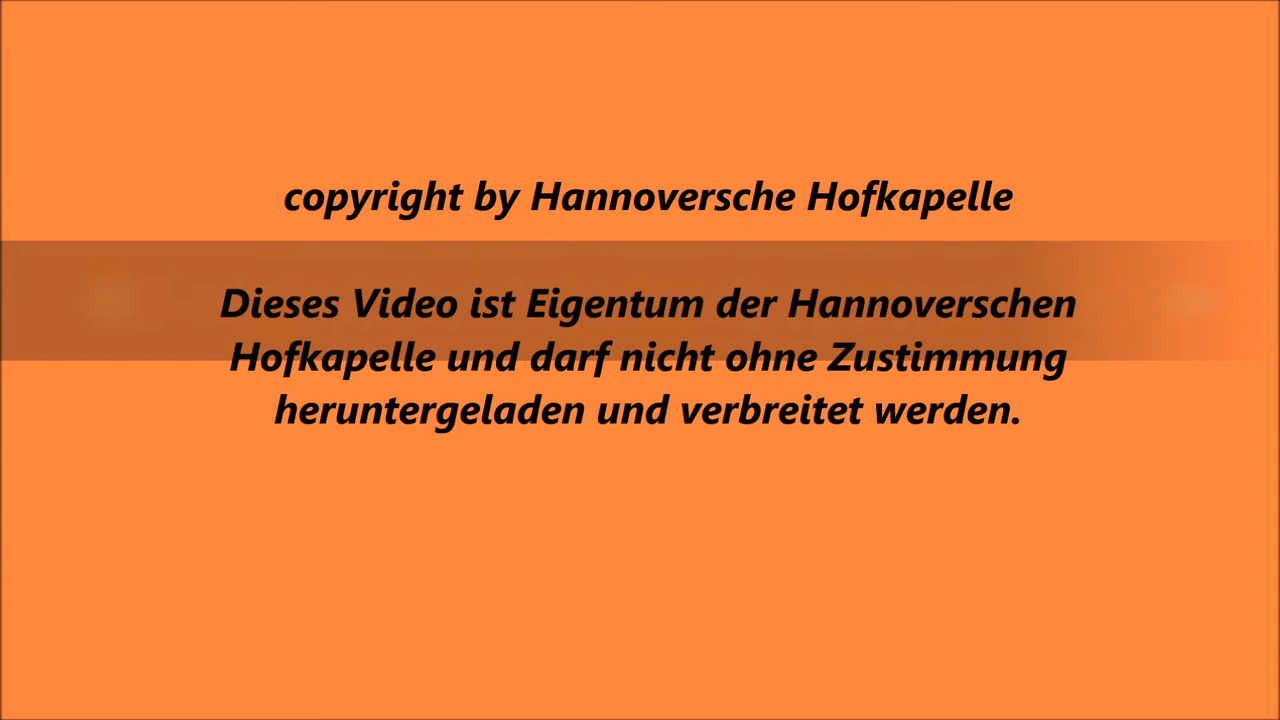 copyright by Hannoversche Hofkapelle
Dieses Video ist Eigentum der Hannoverschen
Hofkapelle und darf nicht ohne Zustimmung
heruntergeladen und verbreitet werden.